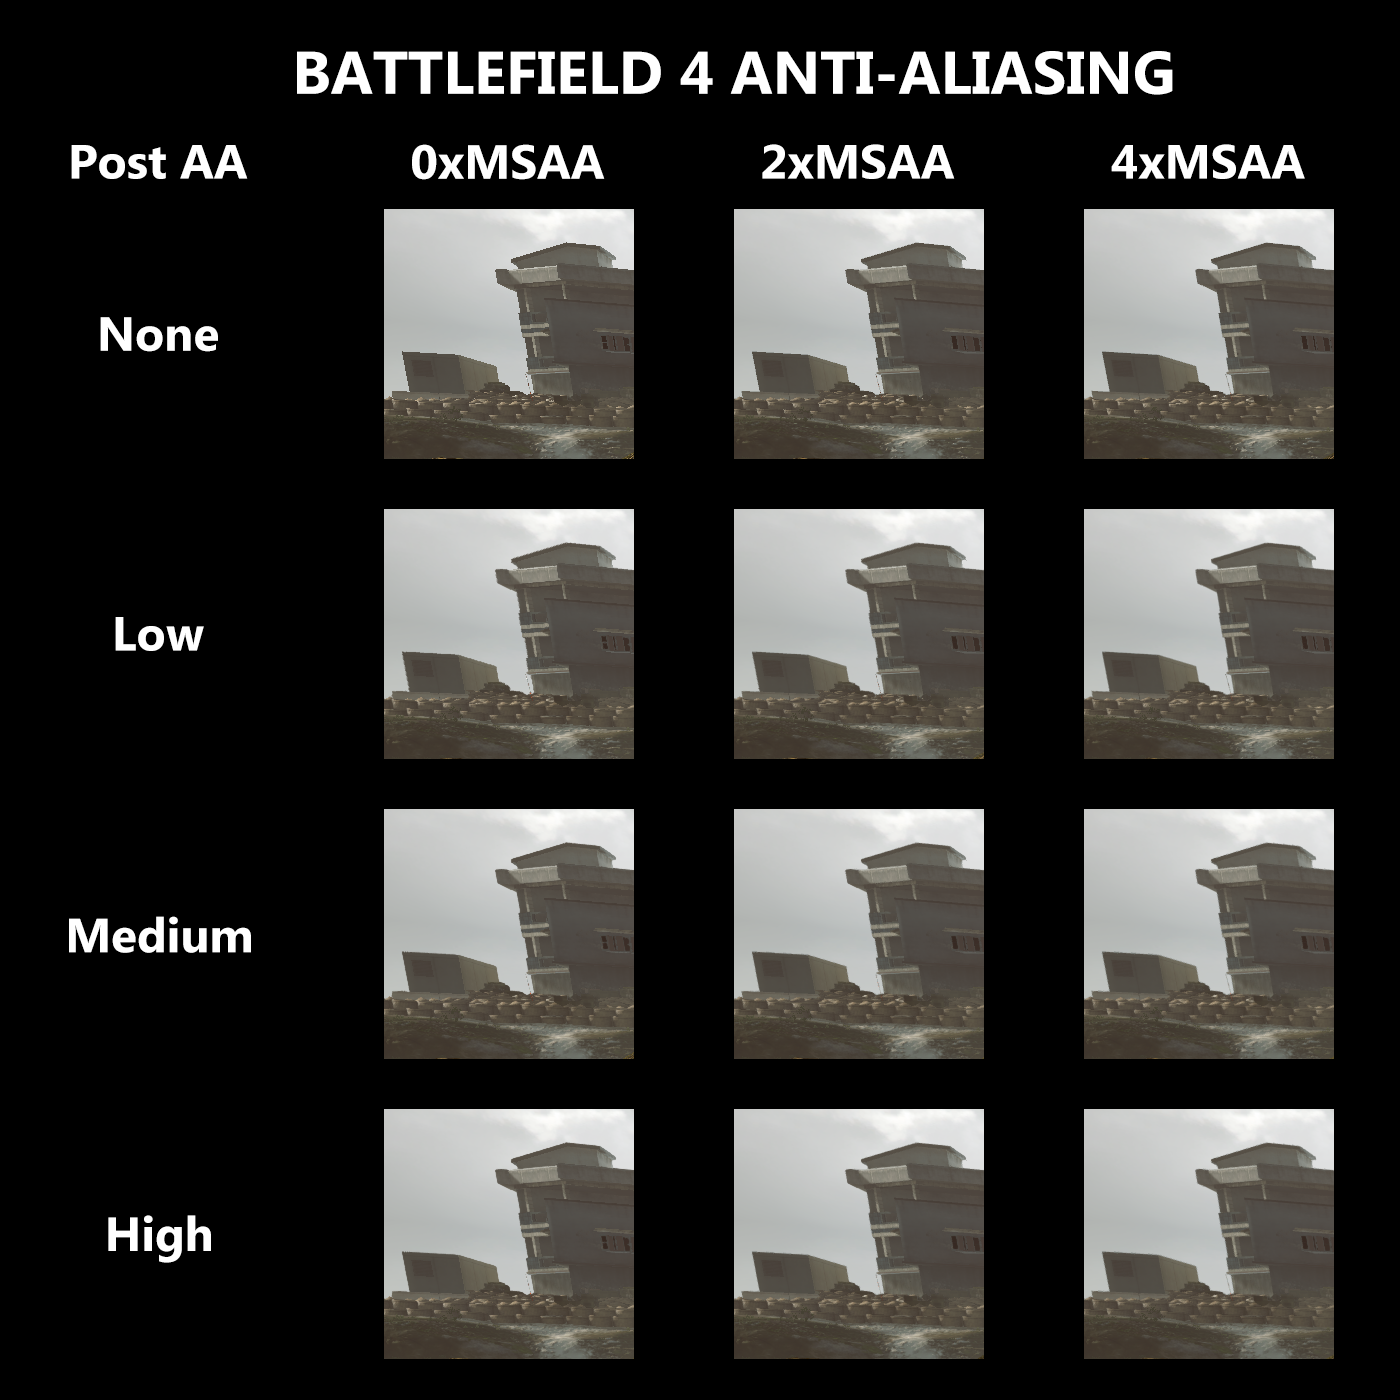 BATTLEFIELD 4 ANTI-ALIASING
Post AA 0xMSAA 2xMSAA 4xMSAA
None
Low
Medium
High